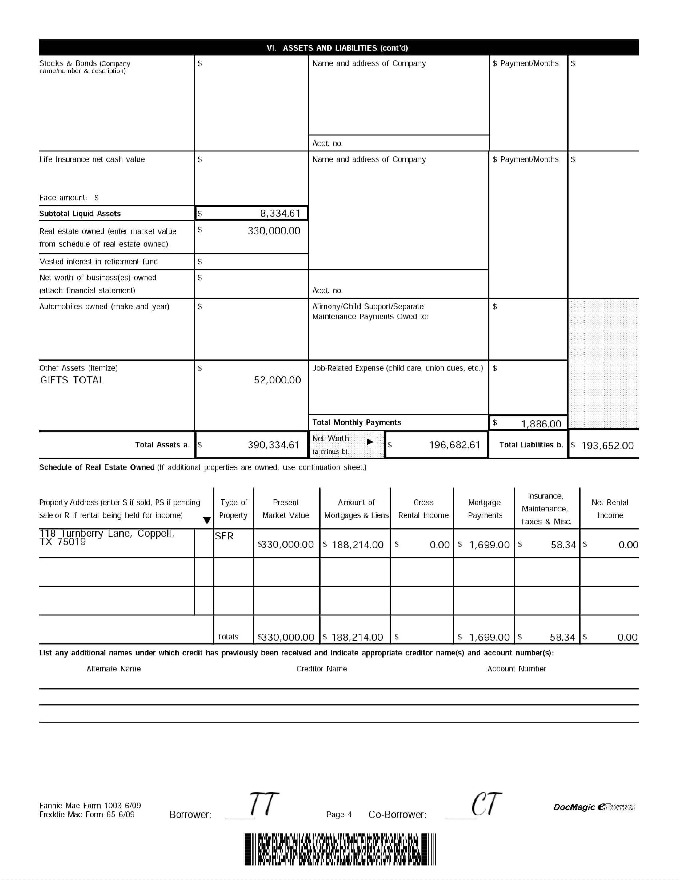 VI. ASSETS AND LIABILITIES (cont'd)
Stocks & Bonds (Company
name/number & description)
$
Name and address of Company
$ Payment/Months
$
Acct. no.
Life Insurance net cash value
$
Name and address of Company
$ Payment/Months
$
Face amount: $
Subtotal Liquid Assets
$ 8,334.61
Real estate owned (enter market value
from schedule of real estate owned)
$ 330,000.00
Vested interest in retirement fund
$
Net worth of business(es) owned
(attach financial statement)
$
Acct. no.
Automobiles owned (make and year)
$
Alimony/Child Support/Separate
Maintenance Payments Owed to:
$
Other Assets (itemize)
GIFTS TOTAL
$
52,000.00
Job-Related Expense (child care, union dues, etc.)
$
Total Monthly Payments
$ 1,886.00
Total Assets a.
$ 390,334.61
Net Worth
(a minus b)
$ 196,682.61
Total Liabilities b.
$ 193,652.00
Schedule of Real Estate Owned (If additional properties are owned, use continuation sheet.)
Property Address (enter S if sold, PS if pending
sale or R if rental being held for income)
Type of
Property
Present
Market Value
Amount of
Mortgages & Liens
Gross
Rental Income
Mortgage
Payments
Insurance,
Maintenance,
Taxes & Misc.
Net Rental
Income
118 Turnberry Lane, Coppell,
TX 75019
SFR
$330,000.00
$ 188,214.00
$ 0.00
$ 1,699.00
$ 58.34
$ 0.00
Totals
$330,000.00
$ 188,214.00
$
$ 1,699.00
$ 58.34
$ 0.00
List any additional names under which credit has previously been received and indicate appropriate creditor name(s) and account number(s):
Alternate Name
Creditor Name
Account Number
Fannie Mae Form 1003 6/09
Freddie Mac Form 65 6/09
Borrower: TT
Page 4
Co-Borrower: CT
DocMagic